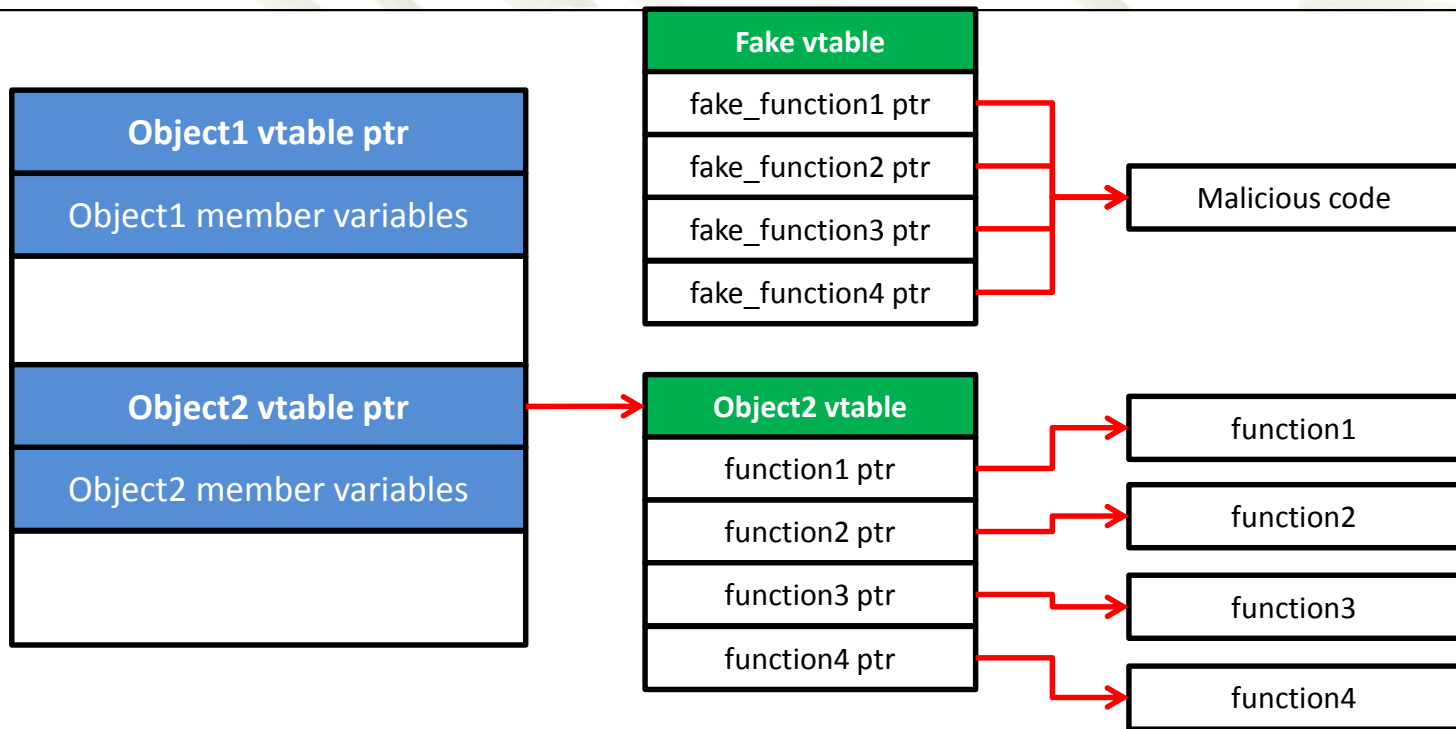 Object1 vtable ptr
Object1 member variables
Object2 vtable ptr
Object2 member variables
Fake vtable
fake_function1 ptr
fake_function2 ptr
fake_function3 ptr
fake_function4 ptr
Malicious code
Object2 vtable
function1 ptr
function2 ptr
function3 ptr
function4 ptr
function1
function2
function3
function4